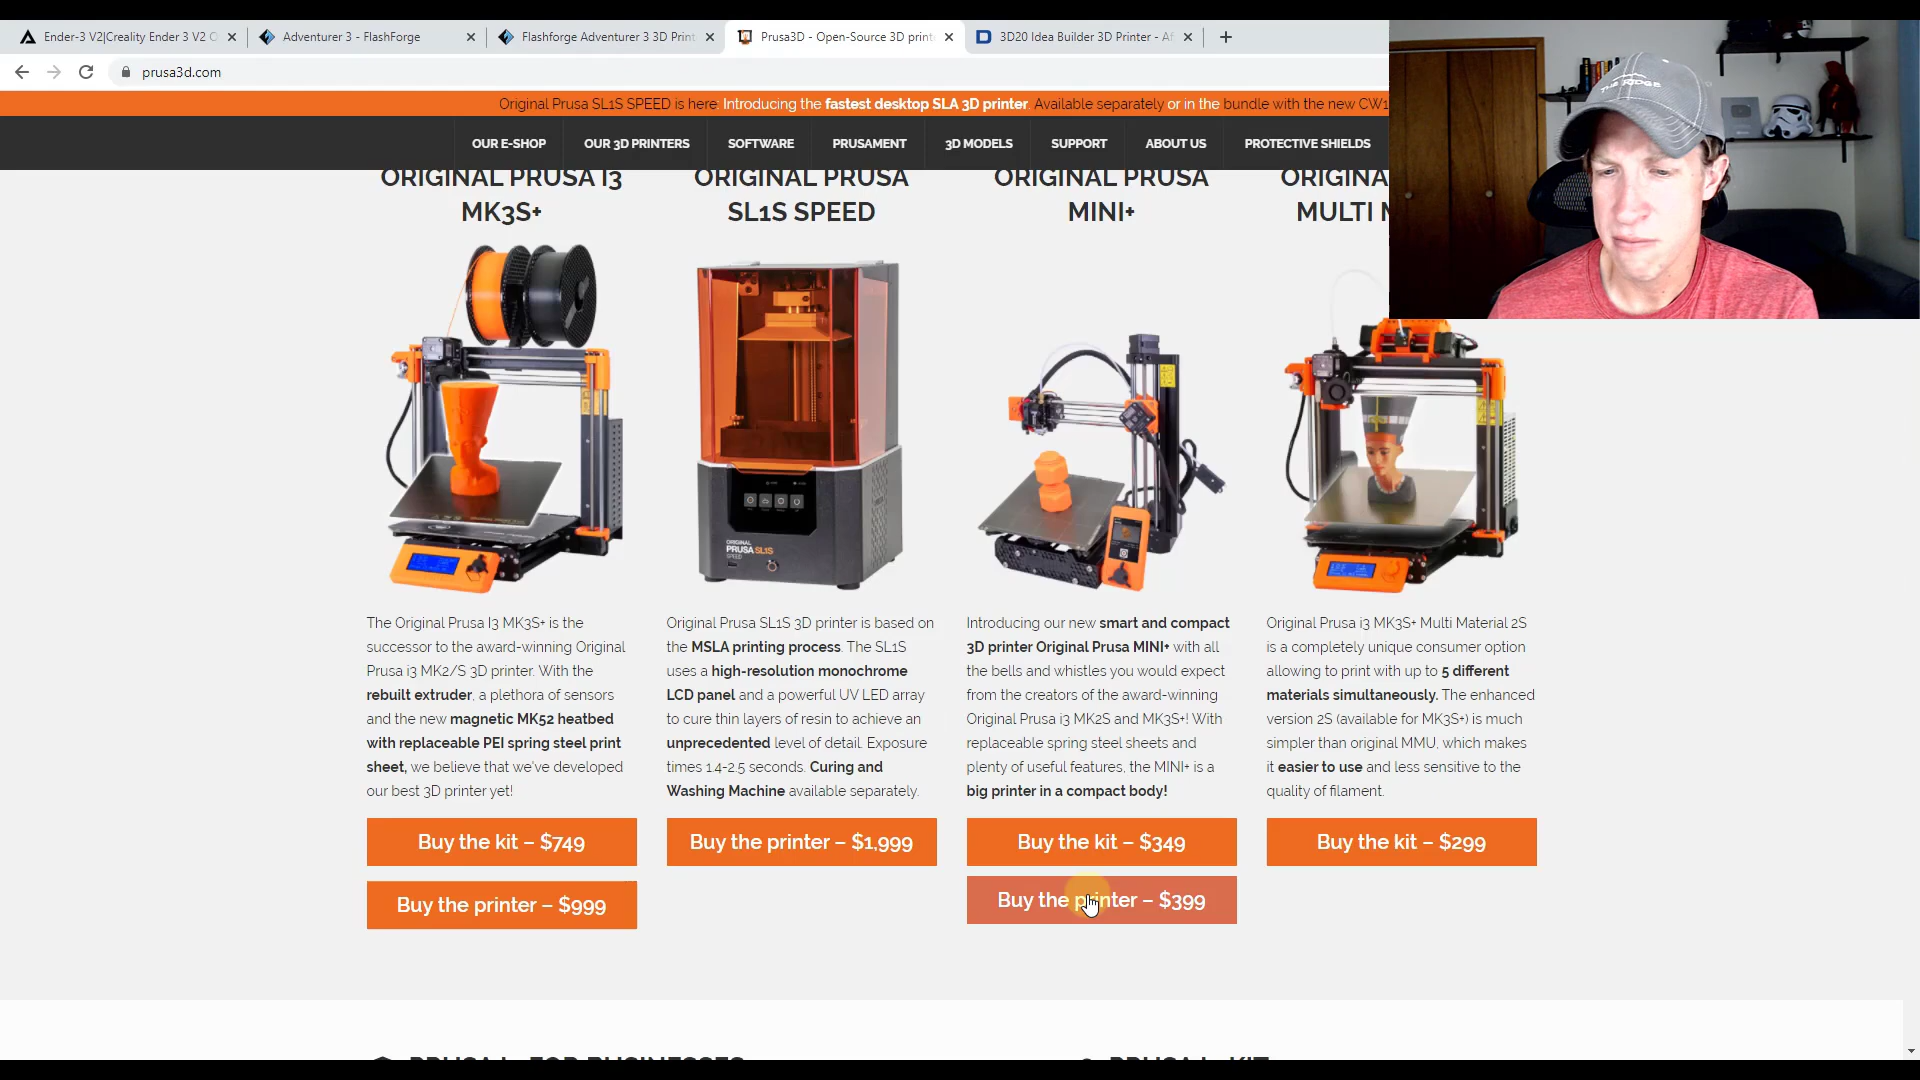 Ender-3 V2|Creality Ender 3 V2 O
Adventurer 3 - FlashForge
Flashforge Adventurer 3 3D Print
Prusa3D - Open-Source 3D print
3D20 Idea Builder 3D Printer - Af
prusa3d.com
Original Prusa SL1S SPEED is here. Introducing the fastest desktop SLA 3D printer. Available separately or in the bundle with the new CW1
OUR E-SHOP
OUR 3D PRINTERS
SOFTWARE
PRUSAMENT
3D MODELS
SUPPORT
ABOUT US
PROTECTIVE SHIELDS
ORIGINAL PRUSA I3
MK3S+
The Original Prusa I3 MK3S+ is the
successor to the award-winning Original
Prusa i3 MK2/S 3D printer. With the
rebuilt extruder, a plethora of sensors
and the new magnetic MK52 heatbed
with replaceable PEI spring steel print
sheet, we believe that we've developed
our best 3D printer yet!
Buy the kit – $749
Buy the printer – $999
ORIGINAL PRUSA
SL1S SPEED
ORIGINAL
PRUSA SL1S
SPEED
Original Prusa SL1S 3D printer is based on
the MSLA printing process. The SL1S
uses a high-resolution monochrome
LCD panel and a powerful UV LED array
to cure thin layers of resin to achieve an
unprecedented level of detail. Exposure
times 1.4-2.5 seconds. Curing and
Washing Machine available separately.
Buy the printer – $1,999
ORIGINAL PRUSA
MINI+
Introducing our new smart and compact
3D printer Original Prusa MINI+ with all
the bells and whistles you would expect
from the creators of the award-winning
Original Prusa i3 MK2S and MK3S+! With
replaceable spring steel sheets and
plenty of useful features, the MINI+ is a
big printer in a compact body!
Buy the kit – $349
Buy the printer – $399
ORIGINA
MULTI M
Original Prusa i3 MK3S+ Multi Material 2S
is a completely unique consumer option
allowing to print with up to 5 different
materials simultaneously. The enhanced
version 2S (available for MK3S+) is much
simpler than original MMU, which makes
it easier to use and less sensitive to the
quality of filament.
Buy the kit – $299
THE JUDGE